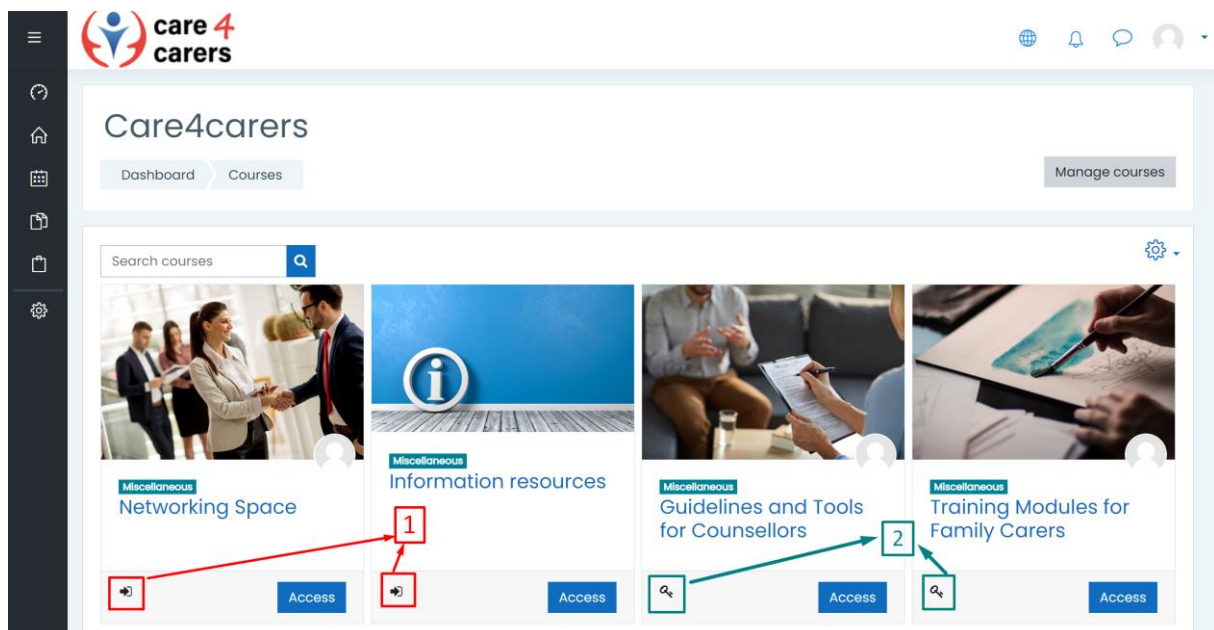 care 4
carers
Care4carers
Dashboard Courses
Manage courses
Search courses
Miscellaneous
Networking Space
Access
Miscellaneous
Information resources
1
Access
Miscellaneous
Guidelines and Tools
for Counsellors
2
Access
Miscellaneous
Training Modules for
Family Carers
Access